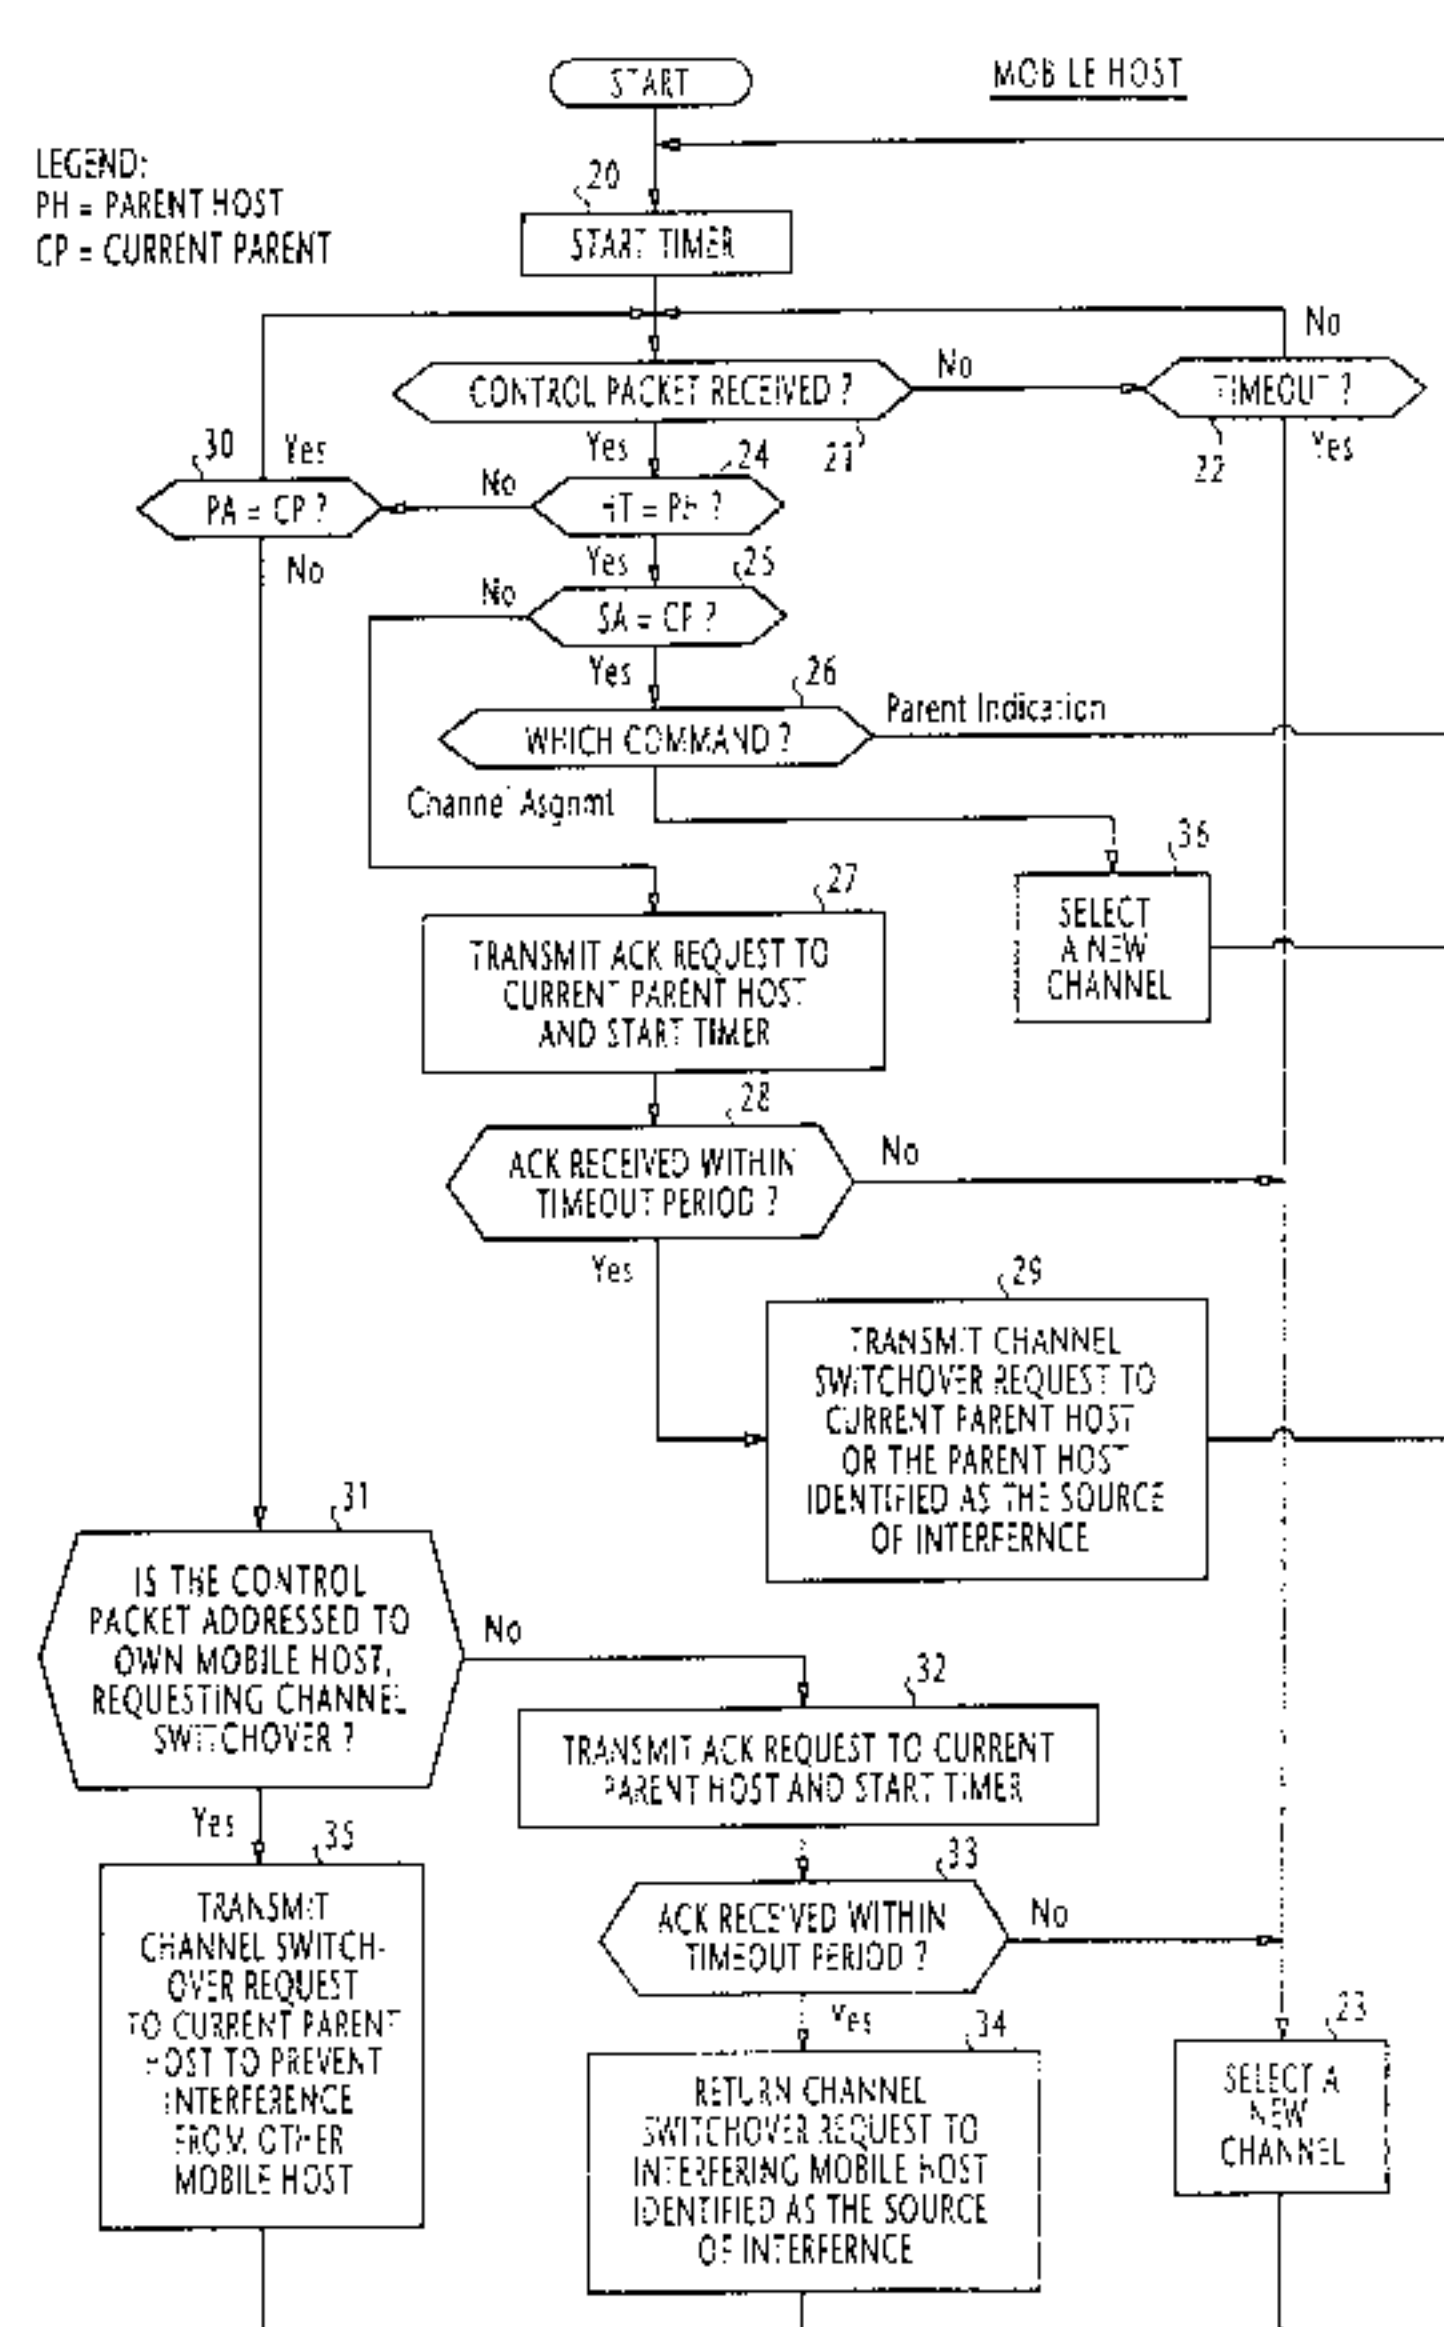 START
MOBILE HOST
LEGEND:
PH = PARENT HOST
CP = CURRENT PARENT
20
START TIMER
No
CONTROL PACKET RECEIVED ?
No
TIMEOUT ?
21
22
Yes
Yes
30
Yes
24
No
HT = PH ?
PA = CP ?
No
Yes
25
No
SA = CP ?
Yes
26
Parent Indication
WHICH COMMAND ?
Channel Asgnmt
36
SELECT
A NEW
CHANNEL
27
TRANSMIT ACK REQUEST TO
CURRENT PARENT HOST
AND START TIMER
28
ACK RECEIVED WITHIN
TIMEOUT PERIOD ?
No
Yes
29
TRANSMIT CHANNEL
SWITCHOVER REQUEST TO
CURRENT PARENT HOST
OR THE PARENT HOST
IDENTIFIED AS THE SOURCE
OF INTERFERNCE
31
IS THE CONTROL
PACKET ADDRESSED TO
OWN MOBILE HOST,
REQUESTING CHANNEL
SWITCHOVER ?
No
32
TRANSMIT ACK REQUEST TO CURRENT
PARENT HOST AND START TIMER
Yes
35
33
ACK RECEIVED WITHIN
TIMEOUT PERIOD ?
No
TRANSMIT
CHANNEL SWITCH-
OVER REQUEST
TO CURRENT PARENT
HOST TO PREVENT
INTERFERENCE
FROM OTHER
MOBILE HOST
Yes
34
RETURN CHANNEL
SWITCHOVER REQUEST TO
INTERFERING MOBILE HOST
IDENTIFIED AS THE SOURCE
OF INTERFERNCE
23
SELECT A
NEW
CHANNEL